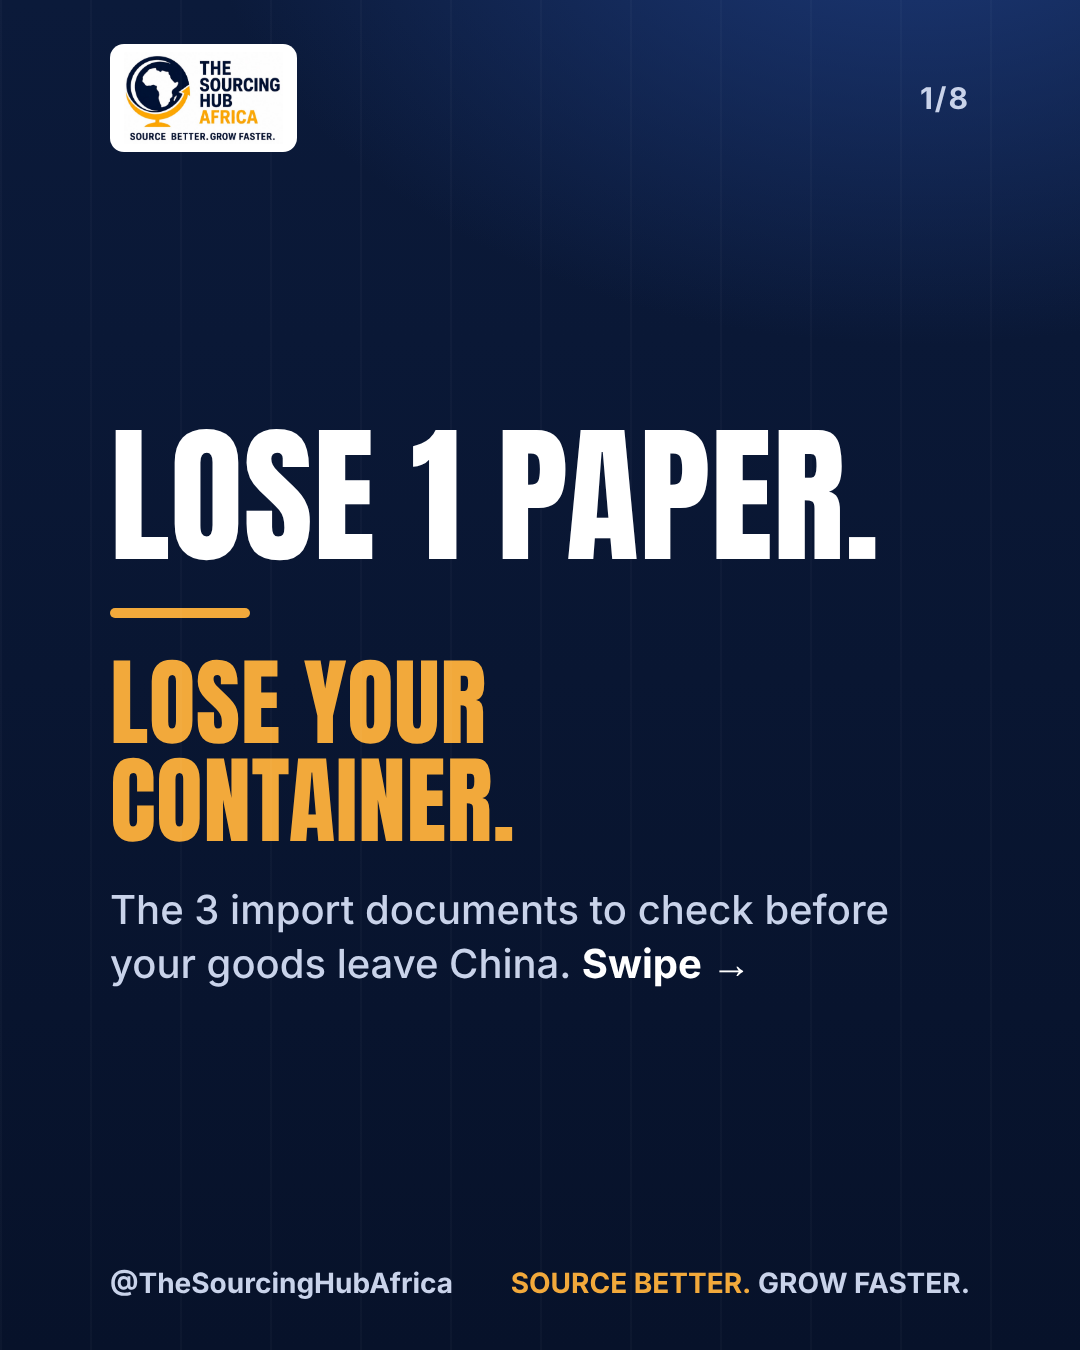 THE
SOURCING
HUB
AFRICA
SOURCE BETTER. GROW FASTER.
1/8
LOSE 1 PAPER.
LOSE YOUR
CONTAINER.
The 3 import documents to check before
your goods leave China. Swipe →
@TheSourcingHubAfrica
SOURCE BETTER. GROW FASTER.